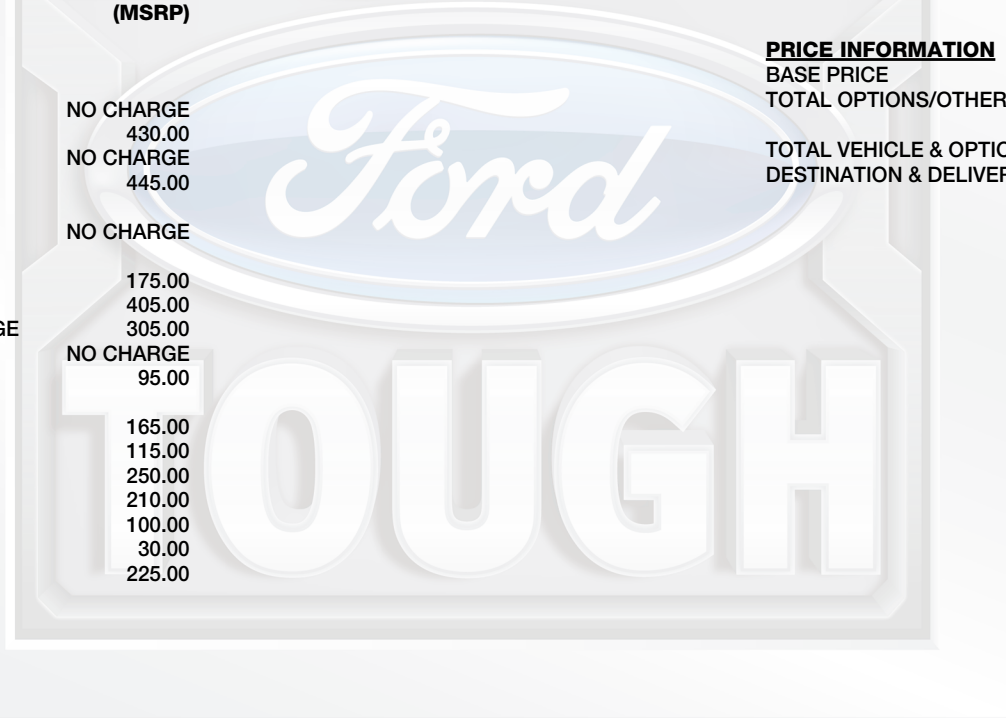 (MSRP)
NO CHARGE
430.00
NO CHARGE
445.00
NO CHARGE
175.00
405.00
GE 305.00
NO CHARGE
95.00
165.00
115.00
250.00
210.00
100.00
30.00
225.00
PRICE INFORMATION
BASE PRICE
TOTAL OPTIONS/OTHER
TOTAL VEHICLE & OPTIO
DESTINATION & DELIVER
Ford
TOUGH